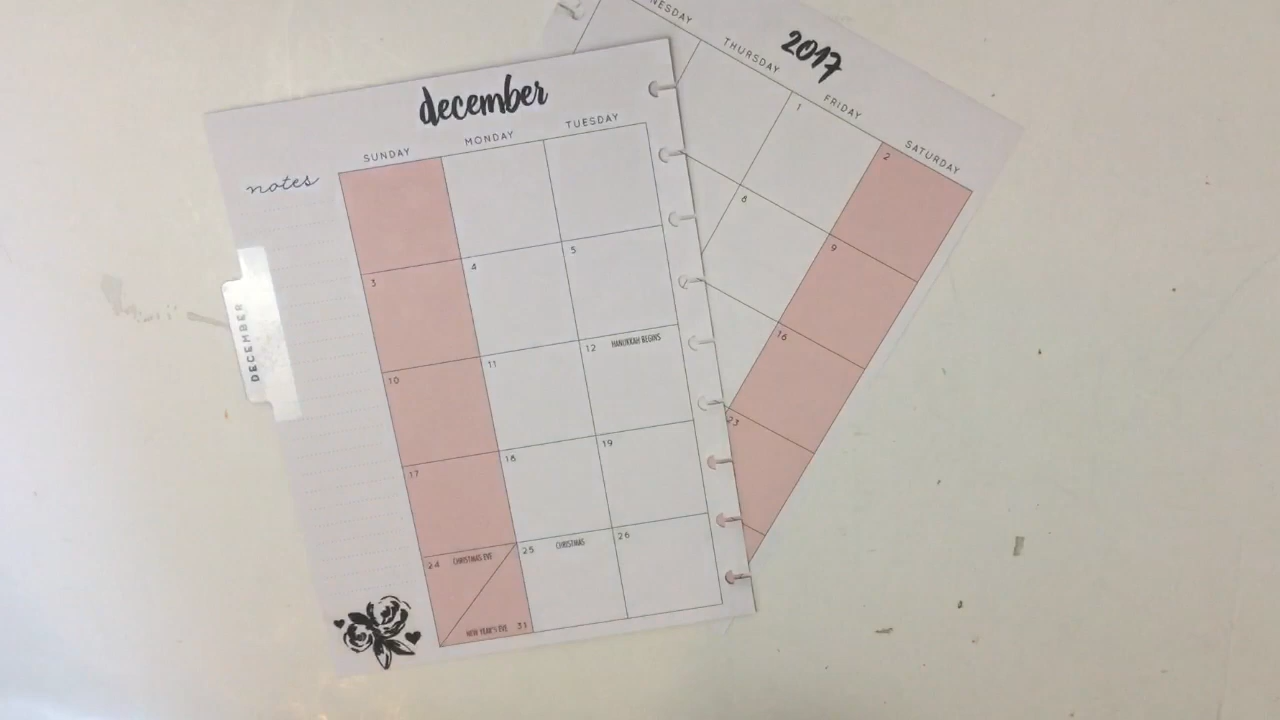 december
SUNDAY MONDAY TUESDAY
notes
3 4 5
10 11 12 HANUKKAH BEGINS
17 18 19
24 CHRISTMAS EVE 25 CHRISTMAS 26
NEW YEAR'S EVE 31
DECEMBER
2017
NESDAY THURSDAY FRIDAY SATURDAY
1 2
8 9
16
23